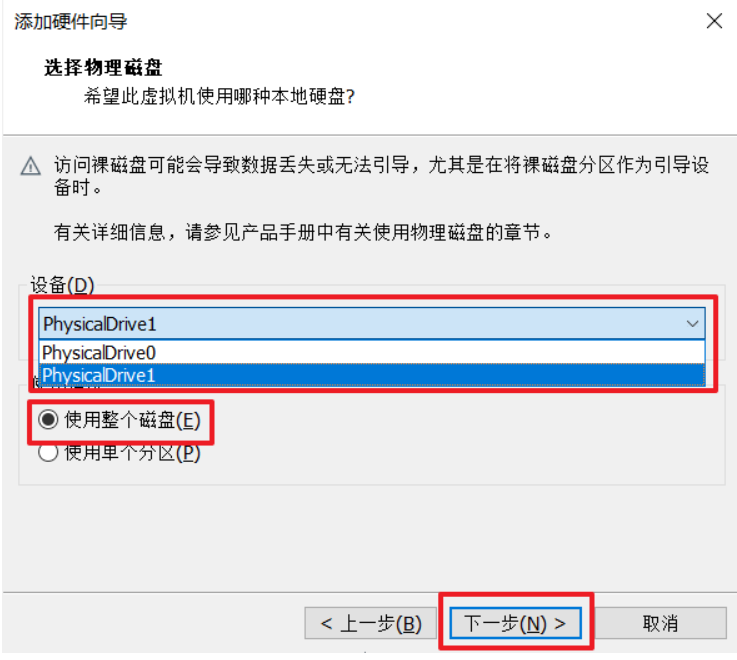 添加硬件向导
选择物理磁盘
希望此虚拟机使用哪种本地硬盘?
访问裸磁盘可能会导致数据丢失或无法引导，尤其是在将裸磁盘分区作为引导设
备时。
有关详细信息，请参见产品手册中有关使用物理磁盘的章节。
设备(D)
PhysicalDrive1
PhysicalDrive0
PhysicalDrive1
使用整个磁盘(E)
使用单个分区(P)
< 上一步(B)
下一步(N) >
取消